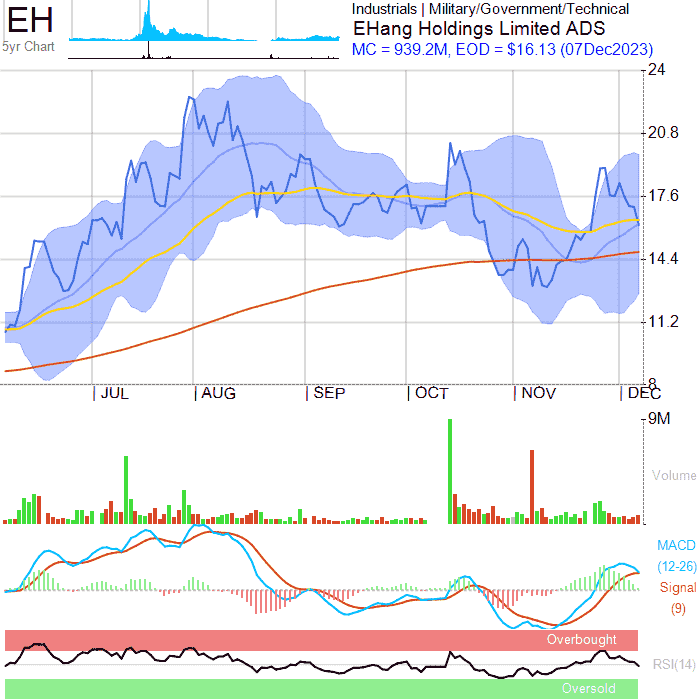 EH
5yr Chart
Industrials | Military/Government/Technical
EHang Holdings Limited ADS
MC = 939.2M, EOD = $16.13 (07Dec2023)
24
20.8
17.6
14.4
11.2
8
JUL AUG SEP OCT NOV DEC
9M
Volume
MACD
(12-26)
Signal
(9)
Overbought
RSI(14)
Oversold